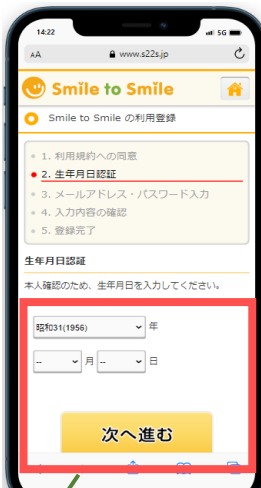 14:22
5G
AA www.s22s.jp
Smile to Smile
Smile to Smile の利用登録
1. 利用規約への同意
2. 生年月日認証
3. メールアドレス・パスワード入力
4. 入力内容の確認
5. 登録完了
生年月日認証
本人確認のため、生年月日を入力してください。
昭和31(1956) 年
-- 月 -- 日
次へ進む